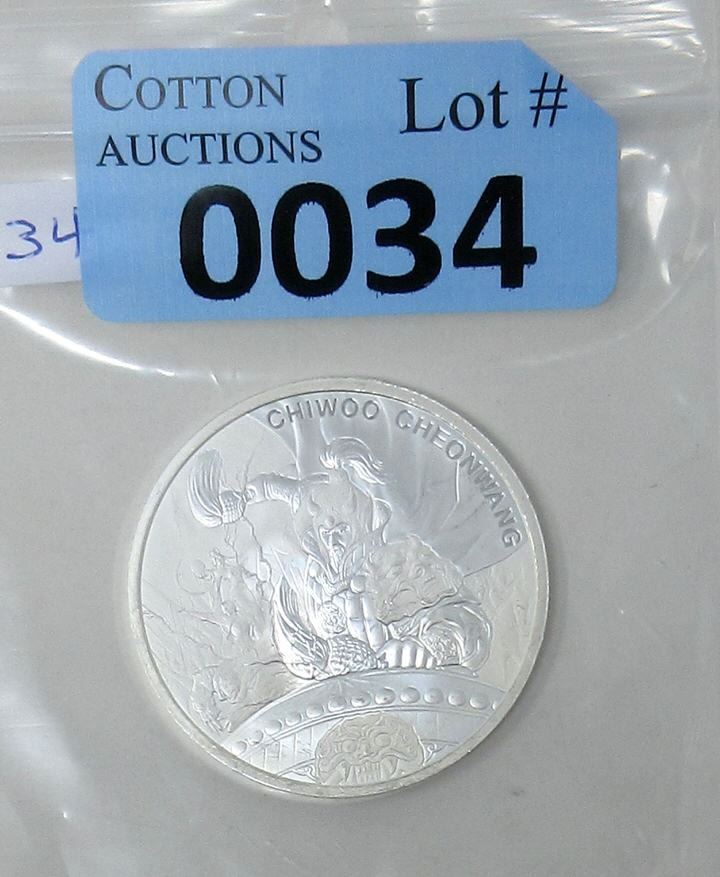 COTTON
AUCTIONS
Lot #
0034
34
CHIWOO CHEONWANG